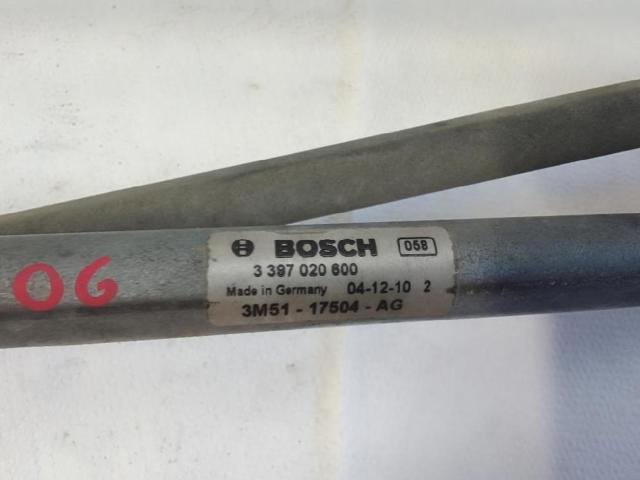 BOSCH 058
3 397 020 600
Made in Germany 04-12-10 2
3M51 - 17504 - AG
06